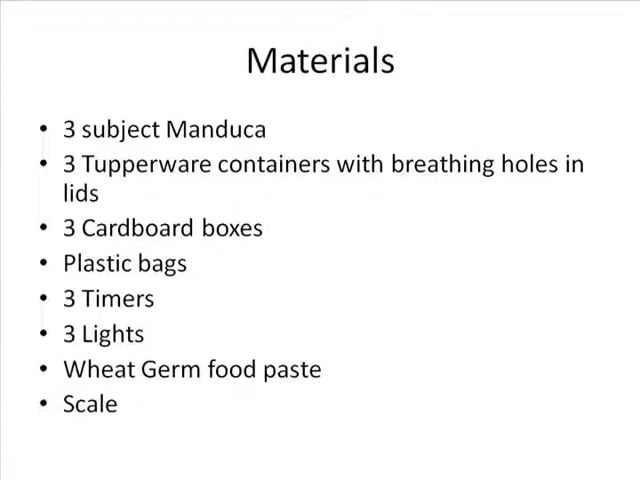 Materials
• 3 subject Manduca
• 3 Tupperware containers with breathing holes in
lids
• 3 Cardboard boxes
• Plastic bags
• 3 Timers
• 3 Lights
• Wheat Germ food paste
• Scale